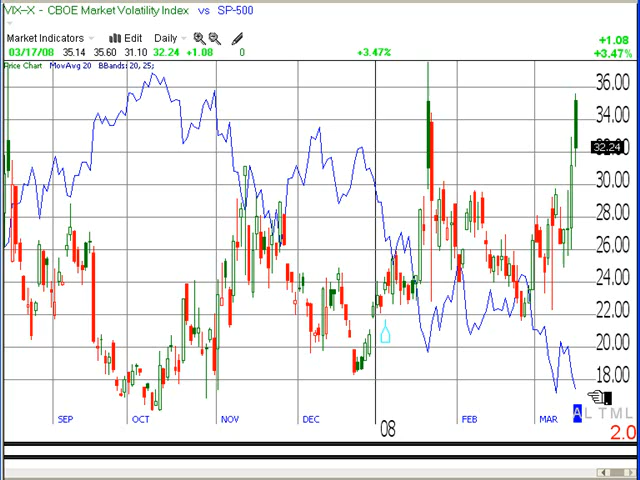 VIX-X - CBOE Market Volatility Index vs SP-500
Market Indicators Edit Daily +1.08
03/17/08 35.14 35.60 31.10 32.24 +1.08 0 +3.47% +3.47%
Price Chart MovAvg 20 BBands: 20, 25;
36.00
34.00
32.24
30.00
28.00
26.00
24.00
22.00
20.00
18.00
A L T M L
SEP OCT NOV DEC 08 FEB MAR
2.0